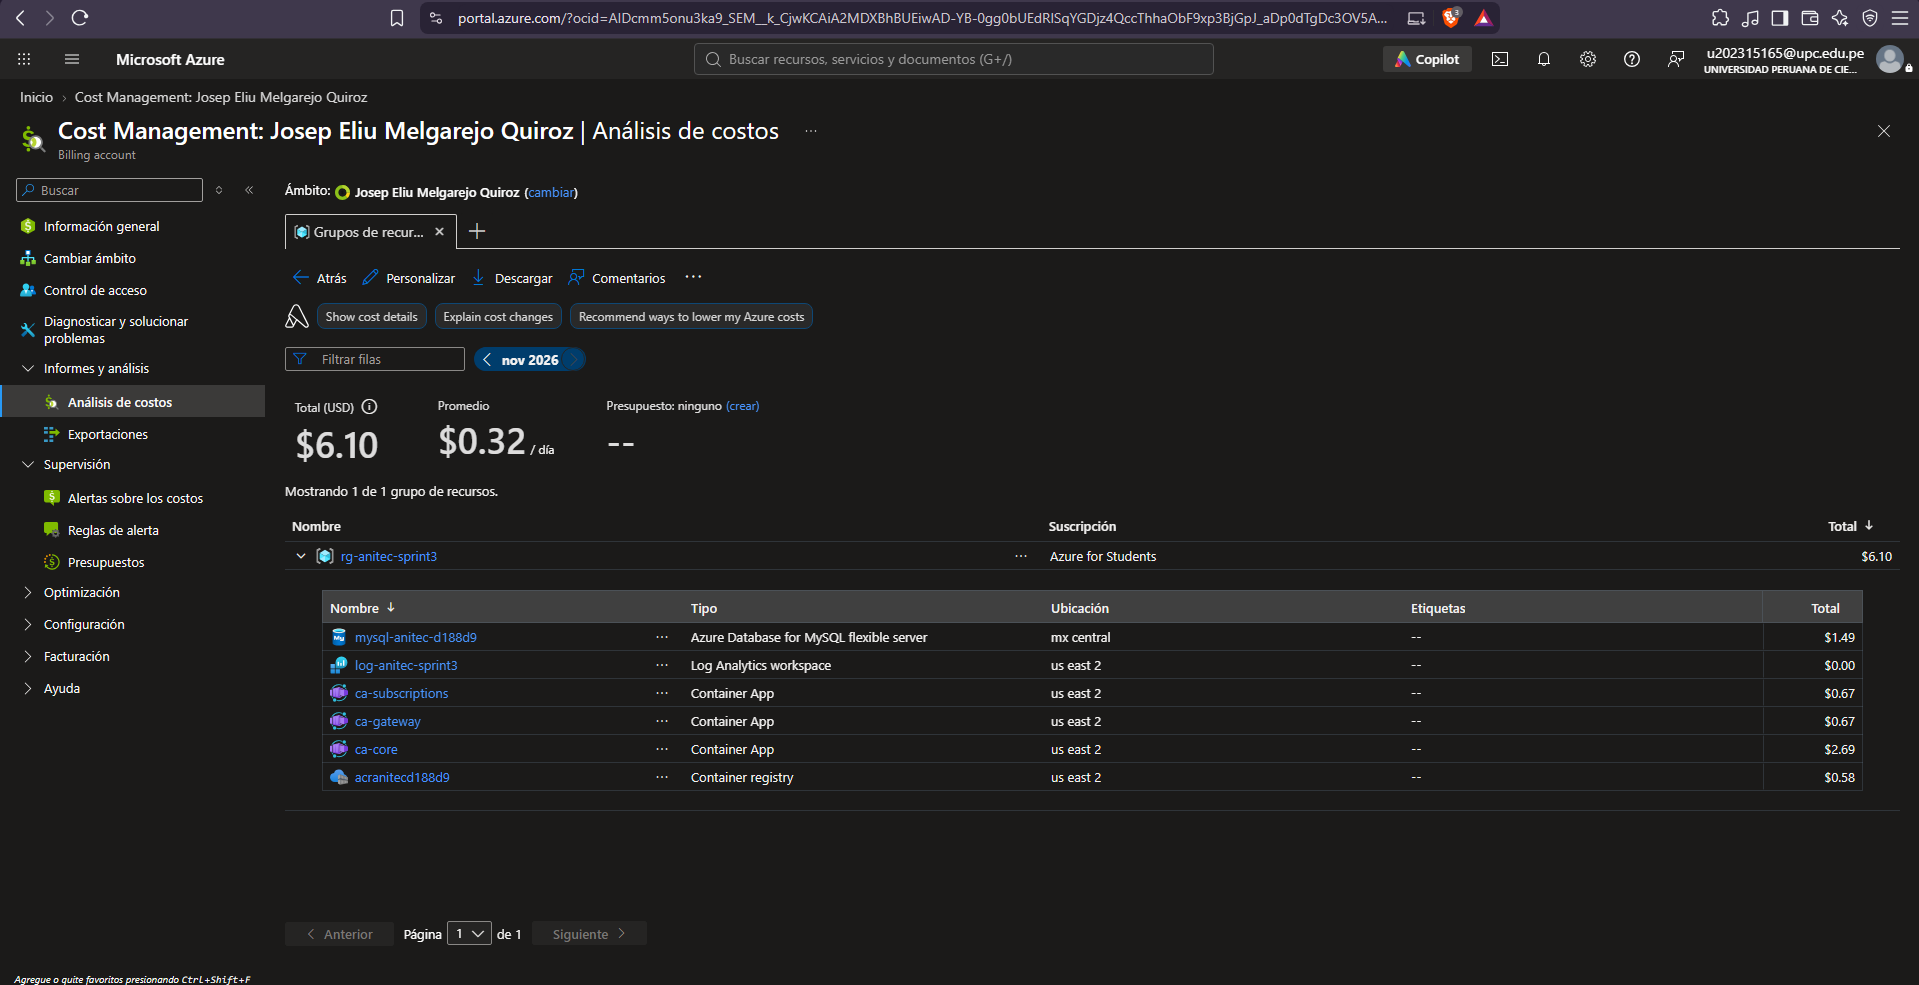 portal.azure.com/?ocid=AIDcmm5onu3ka9_SEM__k_CjwKCAiA2MDXBhBUEiwAD-YB-0gg0bUEdRlSqYGDjz4QccThhaObF9xp3BjGpJ_aDp0dTgDc3OV5A...
3
Microsoft Azure
Buscar recursos, servicios y documentos (G+/)
Copilot
u202315165@upc.edu.pe
UNIVERSIDAD PERUANA DE CIE...
Inicio > Cost Management: Josep Eliu Melgarejo Quiroz
Cost Management: Josep Eliu Melgarejo Quiroz | Análisis de costos ...
Billing account
Buscar
Información general
Cambiar ámbito
Control de acceso
Diagnosticar y solucionar
problemas
Informes y análisis
Análisis de costos
Exportaciones
Supervisión
Alertas sobre los costos
Reglas de alerta
Presupuestos
Optimización
Configuración
Facturación
Ayuda
Ámbito: Josep Eliu Melgarejo Quiroz (cambiar)
Grupos de recur...
Atrás Personalizar Descargar Comentarios ...
Show cost details Explain cost changes Recommend ways to lower my Azure costs
Filtrar filas nov 2026
Total (USD) Promedio Presupuesto: ninguno (crear)
$6.10 $0.32 / día --
Mostrando 1 de 1 grupo de recursos.
Nombre Suscripción Total ↓
rg-anitec-sprint3 ... Azure for Students $6.10
Nombre ↓ Tipo Ubicación Etiquetas Total
mysql-anitec-d188d9 ... Azure Database for MySQL flexible server mx central -- $1.49
log-anitec-sprint3 ... Log Analytics workspace us east 2 -- $0.00
ca-subscriptions ... Container App us east 2 -- $0.67
ca-gateway ... Container App us east 2 -- $0.67
ca-core ... Container App us east 2 -- $2.69
acranitecd188d9 ... Container registry us east 2 -- $0.58
< Anterior Página 1 de 1 Siguiente >
Agregue o quite favoritos presionando Ctrl+Shift+F